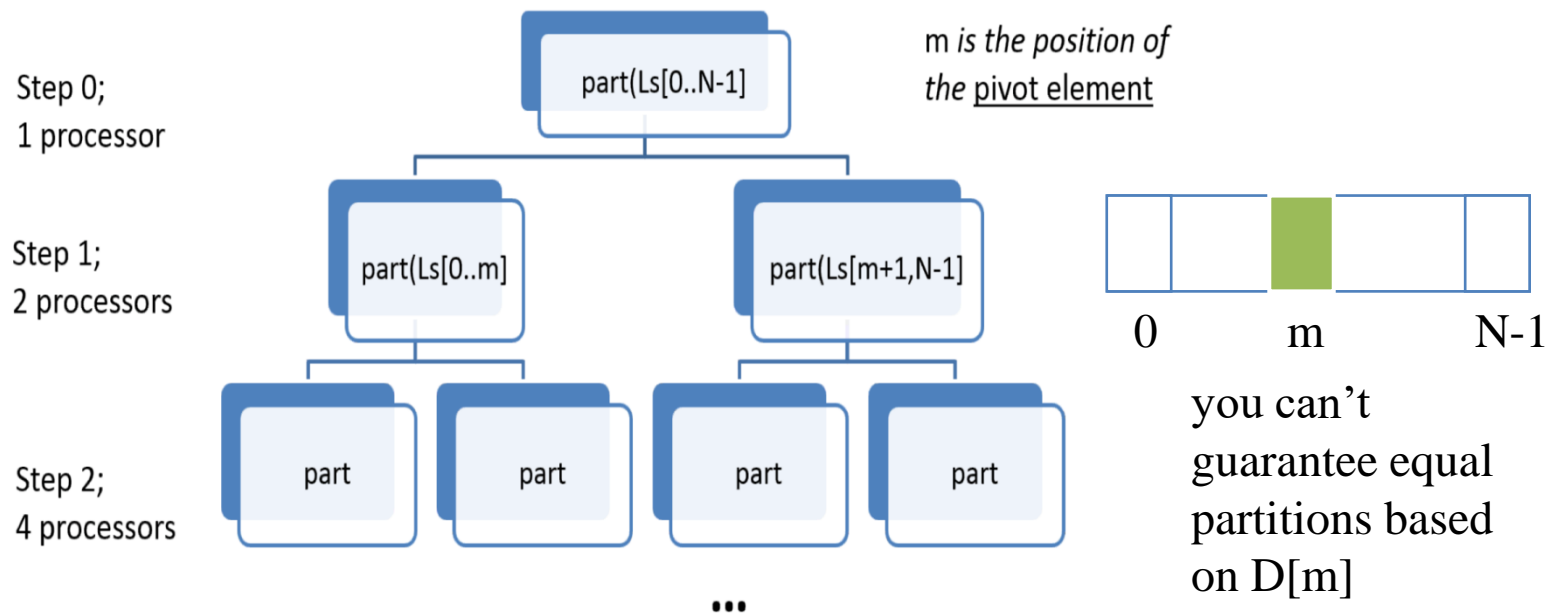 part(Ls[0..N-1]
m is the position of
the pivot element
Step 0;
1 processor
part(Ls[0..m]
part(Ls[m+1,N-1]
Step 1;
2 processors
0 m N-1
part part part part
Step 2;
4 processors
you can’t
guarantee equal
partitions based
on D[m]
...